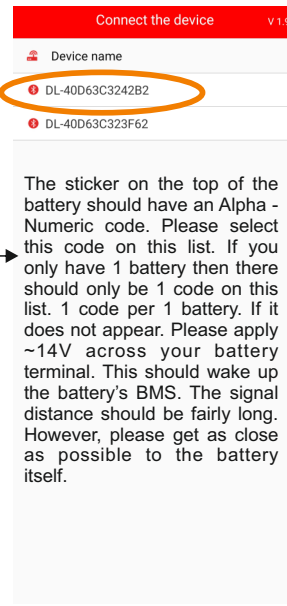 Connect the device V 1.9
Device name
DL-40D63C3242B2
DL-40D63C323F62
The sticker on the top of the
battery should have an Alpha -
Numeric code. Please select
this code on this list. If you
only have 1 battery then there
should only be 1 code on this
list. 1 code per 1 battery. If it
does not appear. Please apply
~14V across your battery
terminal. This should wake up
the battery's BMS. The signal
distance should be fairly long.
However, please get as close
as possible to the battery
itself.